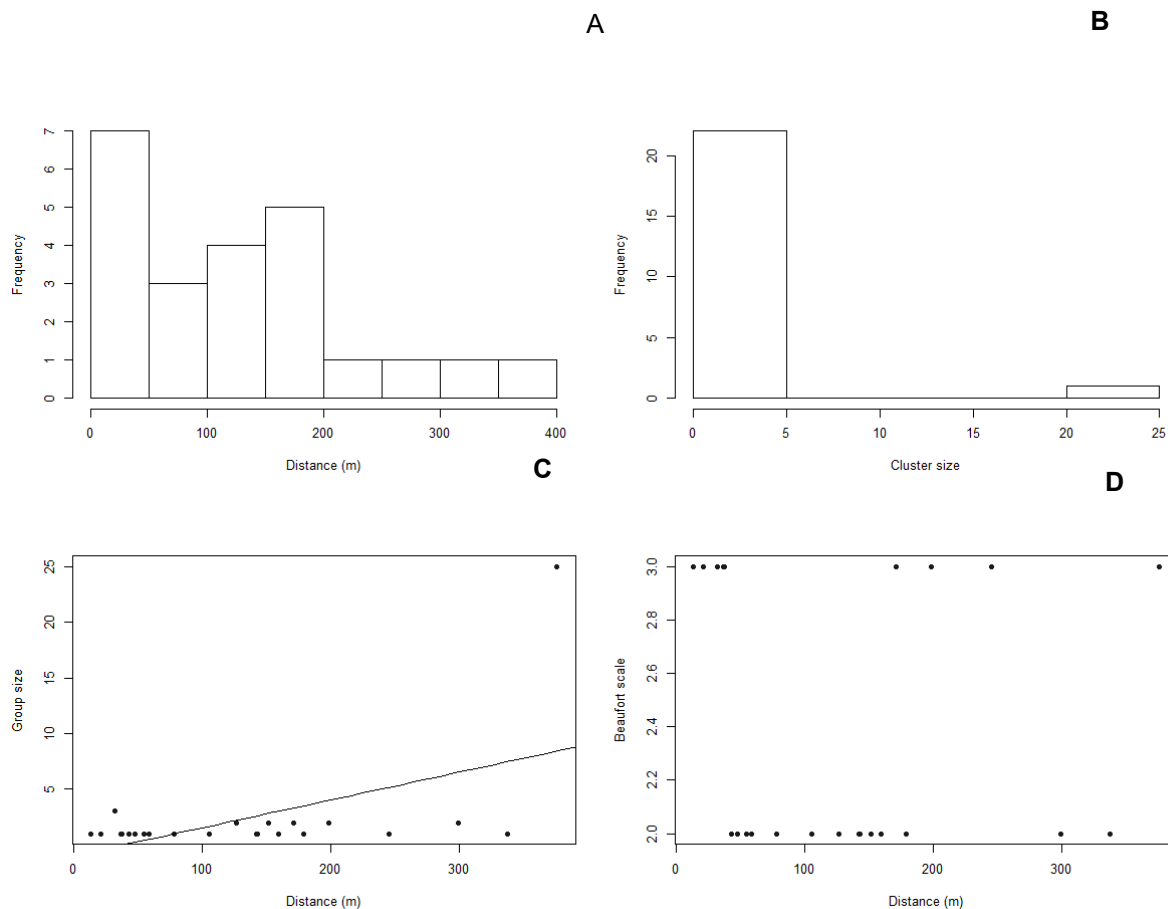 A
B
Frequency
0 1 2 3 4 5 6 7
0 100 200 300 400
Distance (m)
Frequency
0 5 10 15 20
0 5 10 15 20 25
Cluster size
C
D
Group size
5 10 15 20 25
0 100 200 300
Distance (m)
Beaufort scale
2.0 2.2 2.4 2.6 2.8 3.0
0 100 200 300
Distance (m)